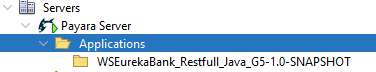 Servers
Payara Server
Applications
WSEurekaBank_Restfull_Java_G5-1.0-SNAPSHOT